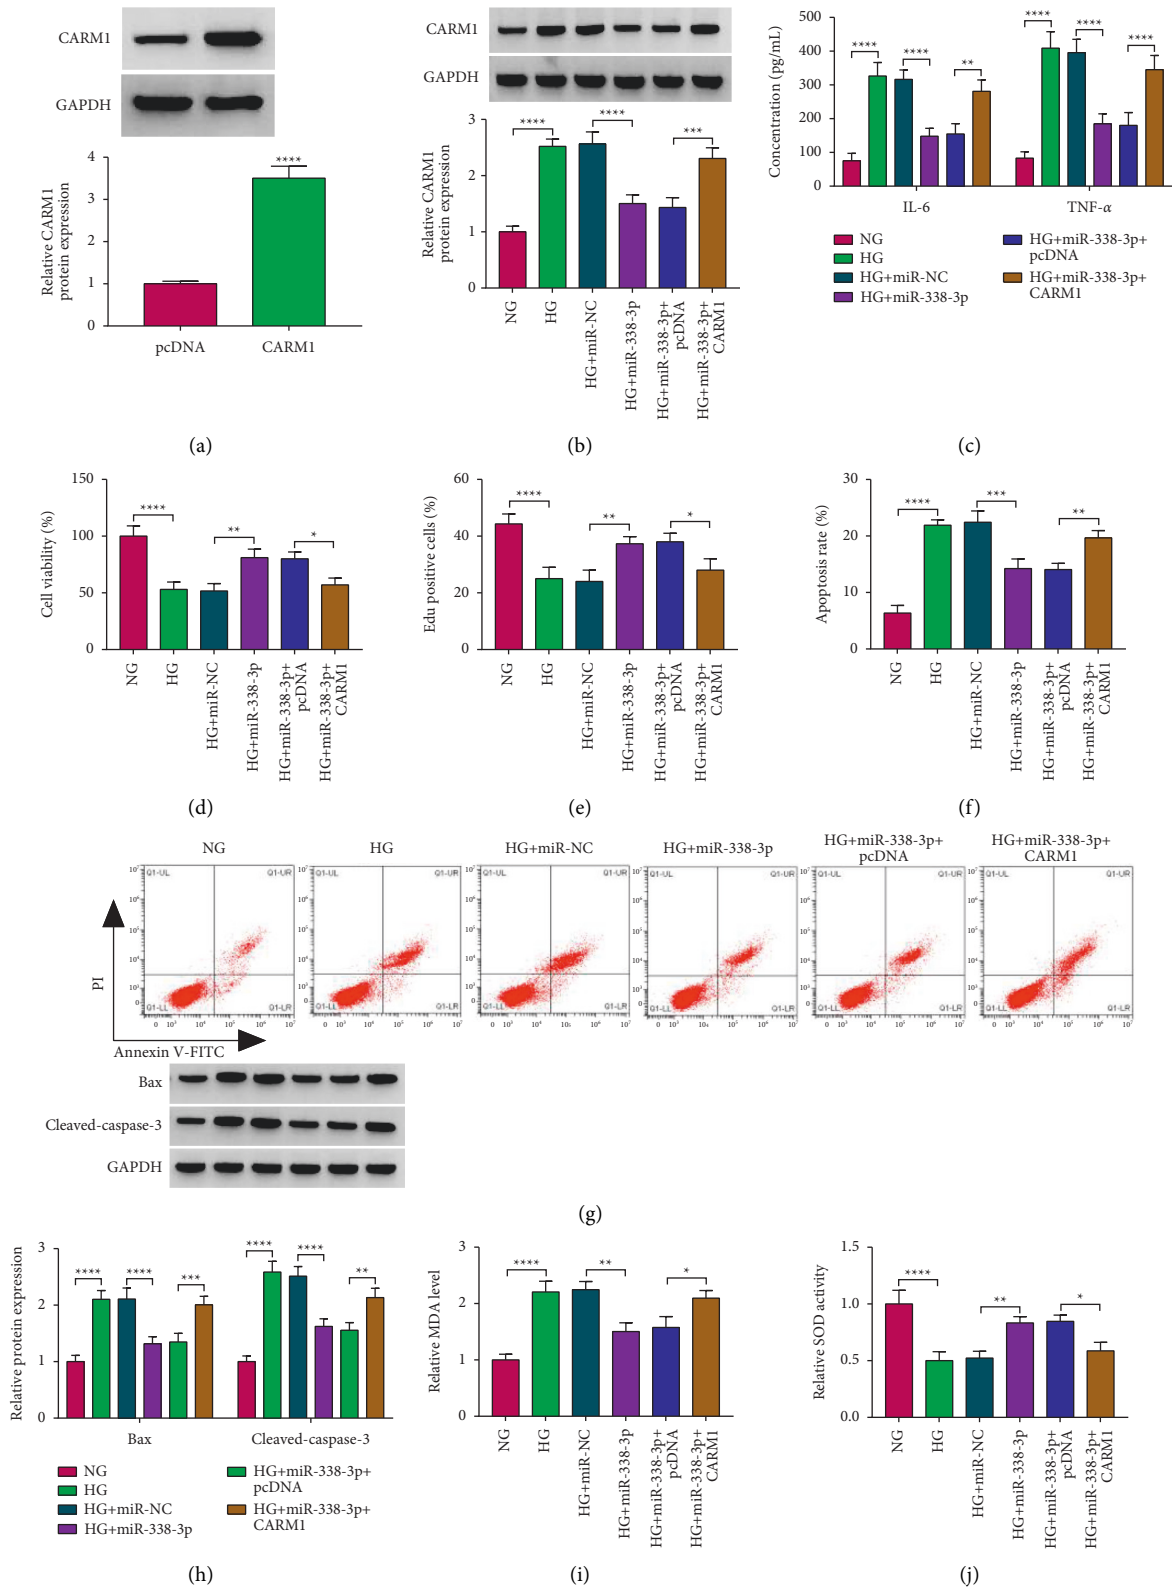 CARM1
GAPDH
Relative CARM1
protein expression
4
3
2
1
0
****
pcDNA
CARM1
(a)
CARM1
GAPDH
Relative CARM1
protein expression
3
2
1
0
****
****
***
NG
HG
HG+miR-NC
HG+miR-338-3p
HG+miR-338-3p+
pcDNA
HG+miR-338-3p+
CARM1
(b)
Concentration (pg/mL)
500
400
300
200
100
0
****
****
**
****
****
****
IL-6
TNF-α
NG
HG
HG+miR-NC
HG+miR-338-3p
HG+miR-338-3p+
pcDNA
HG+miR-338-3p+
CARM1
(c)
Cell viability (%)
150
100
50
0
****
**
*
NG
HG
HG+miR-NC
HG+miR-338-3p
HG+miR-338-3p+
pcDNA
HG+miR-338-3p+
CARM1
(d)
Edu positive cells (%)
60
40
20
0
****
**
*
NG
HG
HG+miR-NC
HG+miR-338-3p
HG+miR-338-3p+
pcDNA
HG+miR-338-3p+
CARM1
(e)
Apoptosis rate (%)
30
20
10
0
****
***
**
NG
HG
HG+miR-NC
HG+miR-338-3p
HG+miR-338-3p+
pcDNA
HG+miR-338-3p+
CARM1
(f)
NG
HG
HG+miR-NC
HG+miR-338-3p
HG+miR-338-3p+
pcDNA
HG+miR-338-3p+
CARM1
Q1-UL
Q1-UR
Q1-LL
Q1-LR
PI
Annexin V-FITC
Bax
Cleaved-caspase-3
GAPDH
(g)
Relative protein expression
3
2
1
0
****
****
***
****
****
**
Bax
Cleaved-caspase-3
NG
HG
HG+miR-NC
HG+miR-338-3p
HG+miR-338-3p+
pcDNA
HG+miR-338-3p+
CARM1
(h)
Relative MDA level
3
2
1
0
****
**
*
NG
HG
HG+miR-NC
HG+miR-338-3p
HG+miR-338-3p+
pcDNA
HG+miR-338-3p+
CARM1
(i)
Relative SOD activity
1.5
1.0
0.5
0.0
****
**
*
NG
HG
HG+miR-NC
HG+miR-338-3p
HG+miR-338-3p+
pcDNA
HG+miR-338-3p+
CARM1
(j)